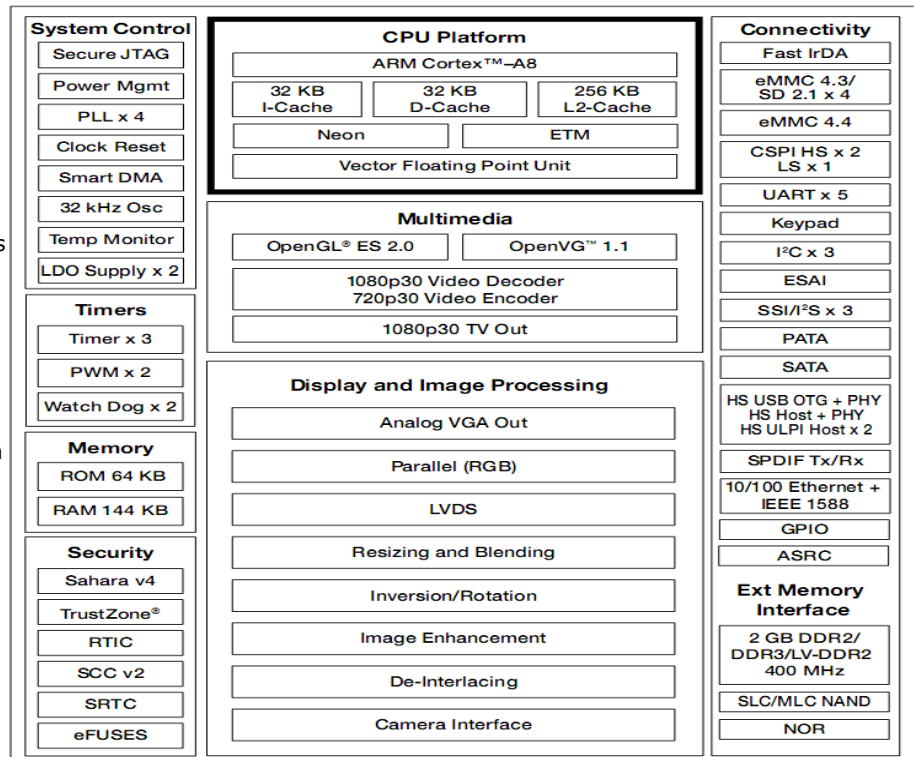 System Control
Secure JTAG
Power Mgmt
PLL x 4
Clock Reset
Smart DMA
32 kHz Osc
Temp Monitor
LDO Supply x 2
Timers
Timer x 3
PWM x 2
Watch Dog x 2
Memory
ROM 64 KB
RAM 144 KB
Security
Sahara v4
TrustZone®
RTIC
SCC v2
SRTC
eFUSES
CPU Platform
ARM Cortex™–A8
32 KB
I-Cache
32 KB
D-Cache
256 KB
L2-Cache
Neon
ETM
Vector Floating Point Unit
Multimedia
OpenGL® ES 2.0
OpenVG™ 1.1
1080p30 Video Decoder
720p30 Video Encoder
1080p30 TV Out
Display and Image Processing
Analog VGA Out
Parallel (RGB)
LVDS
Resizing and Blending
Inversion/Rotation
Image Enhancement
De-Interlacing
Camera Interface
Connectivity
Fast IrDA
eMMC 4.3/
SD 2.1 x 4
eMMC 4.4
CSPI HS x 2
LS x 1
UART x 5
Keypad
I²C x 3
ESAI
SSI/I²S x 3
PATA
SATA
HS USB OTG + PHY
HS Host + PHY
HS ULPI Host x 2
SPDIF Tx/Rx
10/100 Ethernet +
IEEE 1588
GPIO
ASRC
Ext Memory
Interface
2 GB DDR2/
DDR3/LV-DDR2
400 MHz
SLC/MLC NAND
NOR